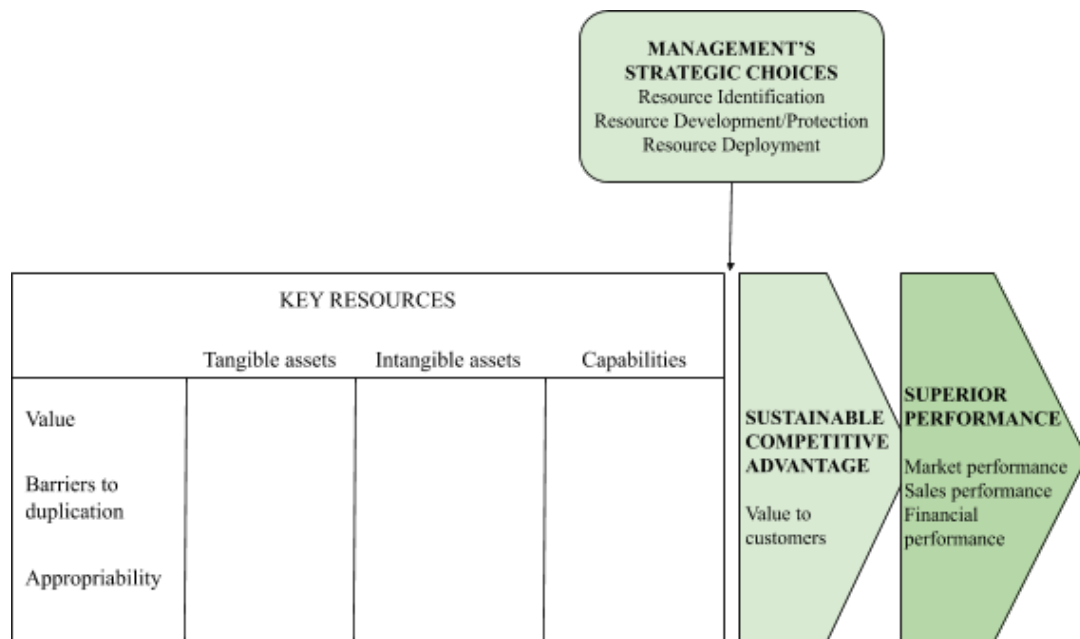 MANAGEMENT’S
STRATEGIC CHOICES
Resource Identification
Resource Development/Protection
Resource Deployment
KEY RESOURCES
Tangible assets
Intangible assets
Capabilities
Value
Barriers to
duplication
Appropriability
SUSTAINABLE
COMPETITIVE
ADVANTAGE
Value to
customers
SUPERIOR
PERFORMANCE
Market performance
Sales performance
Financial
performance